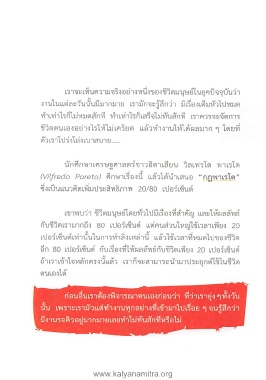 เราจะเห็นความจริงอย่างหนึ่งของชีวิตมนุษย์ในยุคปัจจุบันว่า
งานในแต่ละวันนั้นมีมากมาย เรามักจะรู้สึกว่า มีเรื่องเต็มหัวไปหมด
ทำเท่าไรก็ไม่หมดสักที ทำเท่าไรก็เสร็จไม่ทันสักที เราควรจะจัดการ
ชีวิตตนเองอย่างไรให้ไม่เครียด แล้วทำงานให้ได้ผลมาก ๆ โดยที่
ตัวเราโปร่งโล่งเบาสบาย.....
นักศึกษาเศรษฐศาสตร์ชาวอิตาเลียน วิลเฟรโด พาเรโต
(Vilfredo Pareto) ศึกษาเรื่องนี้ แล้วได้นำเสนอ "กฎพาเรโต"
ซึ่งเป็นแนวคิดเพิ่มประสิทธิภาพ 20/80 เปอร์เซ็นต์
เราพบว่า ชีวิตมนุษย์โดยทั่วไปมีเรื่องที่สำคัญ และให้ผลลัพธ์
กับชีวิตเรามากถึง 80 เปอร์เซ็นต์ แต่คนส่วนใหญ่ใช้เวลาเพียง 20
เปอร์เซ็นต์เท่านั้นในการทำสิ่งเหล่านี้ แล้วใช้เวลาที่หมดไปของชีวิต
อีก 80 เปอร์เซ็นต์ กับเรื่องที่ให้ผลลัพธ์กับชีวิตเพียง 20 เปอร์เซ็นต์
ถ้าเราเข้าใจหลักตรงนี้แล้ว เราก็จะสามารถนำมาประยุกต์ใช้ในชีวิต
ตนเองได้
ก่อนอื่นเราต้องพิจารณาตนเองก่อนว่า ที่ว่าเรายุ่งๆทั้งวัน
นั้น เพราะเรามัวแต่ทำงานทุกอย่างที่เข้ามาไปเรื่อย ๆ จนรู้สึกว่า
มีงานรอคิวอยู่มากมายเลยทำไม่ทันสักทีหรือไม่
www.kalyanamitra.org